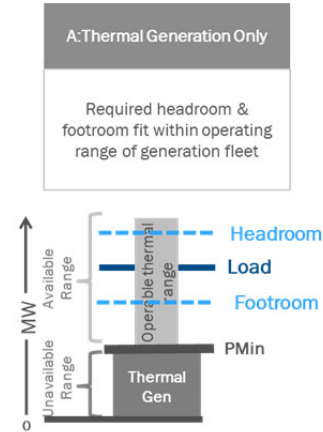 A:Thermal Generation Only
Required headroom &
footroom fit within operating
range of generation fleet
MW
0
Available
Range
Unavailable
Range
Operable thermal
range
Headroom
Load
Footroom
PMin
Thermal
Gen